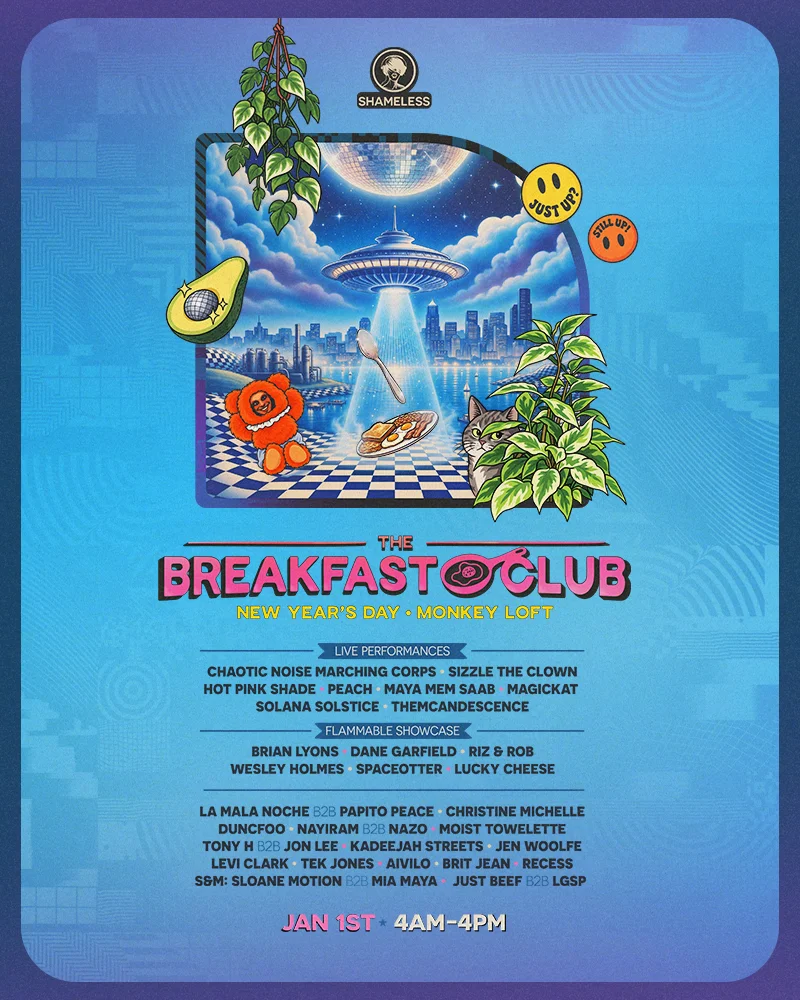 SHAMELESS
JUST UP?
STILL UP!
THE
BREAKFAST CLUB
NEW YEAR'S DAY • MONKEY LOFT
LIVE PERFORMANCES
CHAOTIC NOISE MARCHING CORPS • SIZZLE THE CLOWN
HOT PINK SHADE • PEACH • MAYA MEM SAAB • MAGICKAT
SOLANA SOLSTICE • THEMCANDESCENCE
FLAMMABLE SHOWCASE
BRIAN LYONS • DANE GARFIELD • RIZ & ROB
WESLEY HOLMES • SPACEOTTER • LUCKY CHEESE
LA MALA NOCHE B2B PAPITO PEACE • CHRISTINE MICHELLE
DUNCFOO • NAYIRAM B2B NAZO • MOIST TOWELETTE
TONY H B2B JON LEE • KADEEJAH STREETS • JEN WOOLFE
LEVI CLARK • TEK JONES • AIVILO • BRIT JEAN • RECESS
S&M: SLOANE MOTION B2B MIA MAYA • JUST BEEF B2B LGSP
JAN 1ST ★ 4AM–4PM